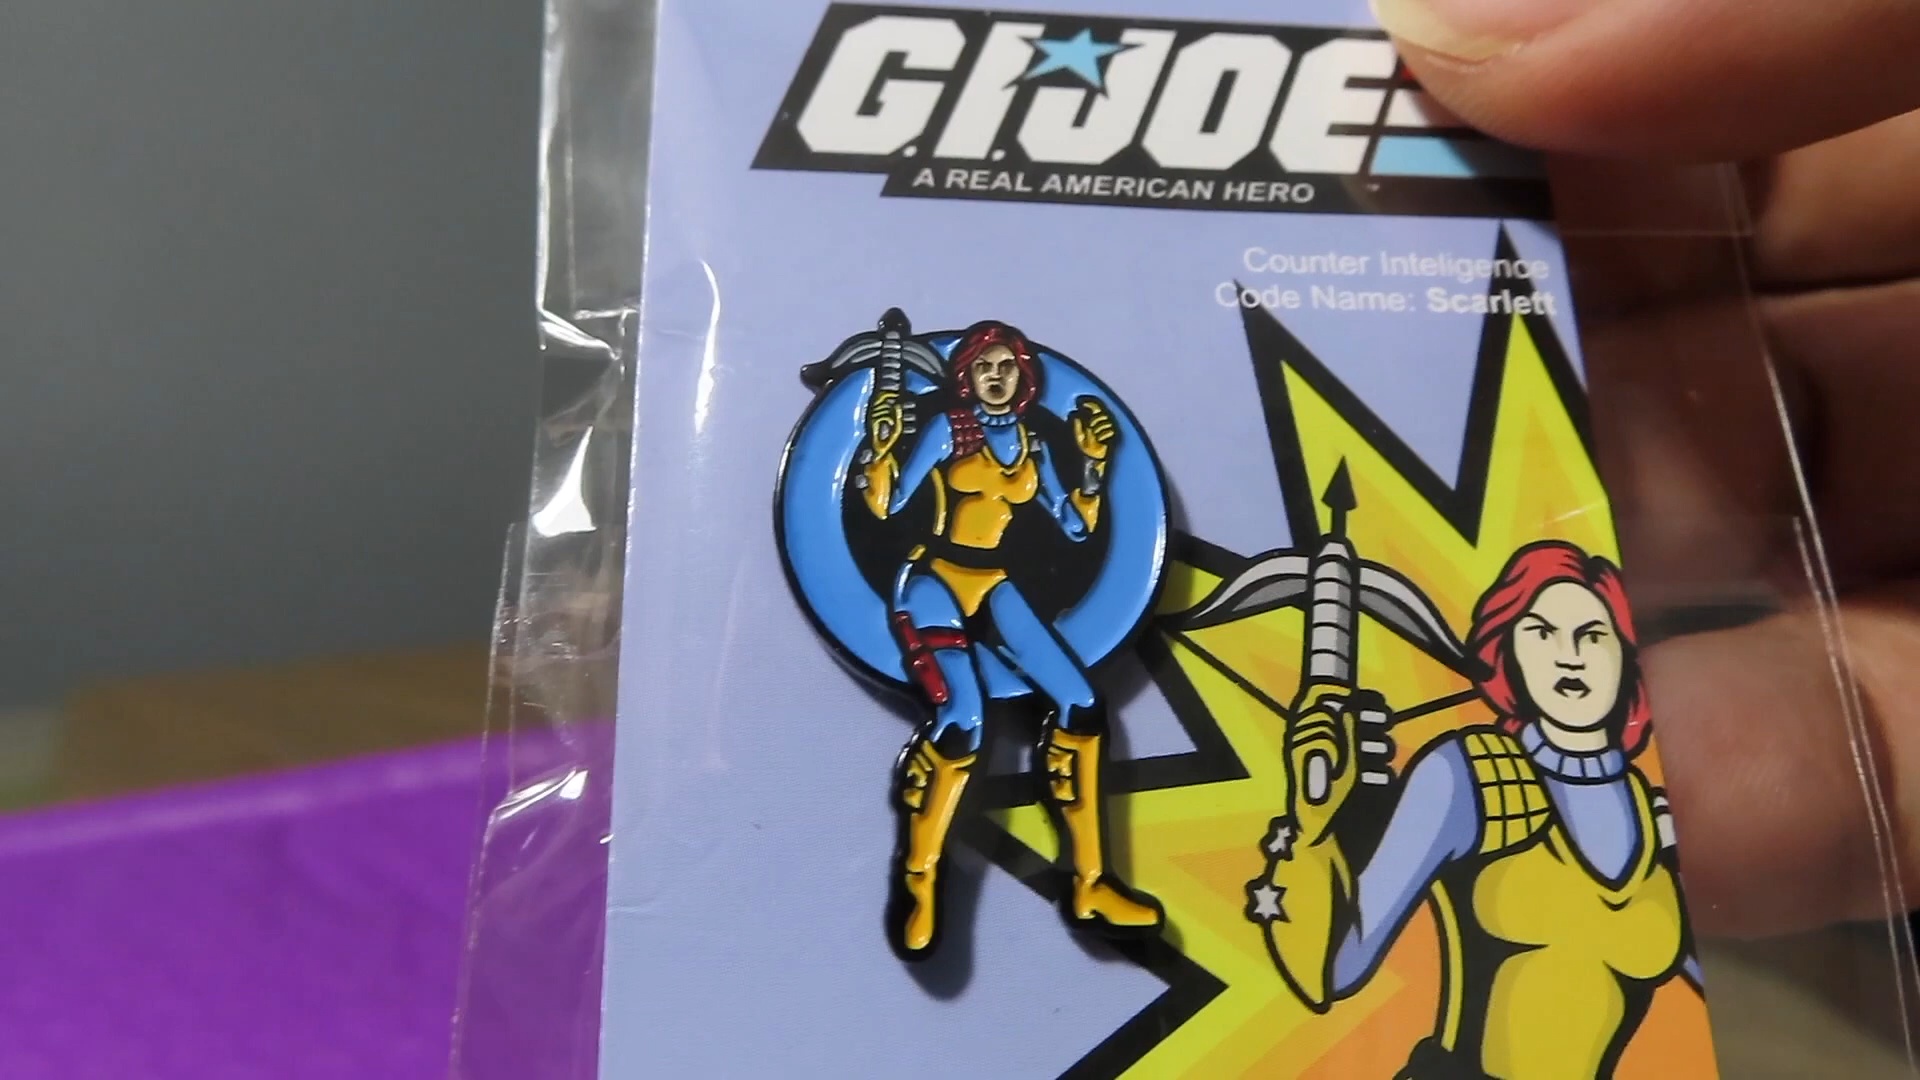 G.I.JOE
A REAL AMERICAN HERO
Counter Inteligence
Code Name: Scarlett